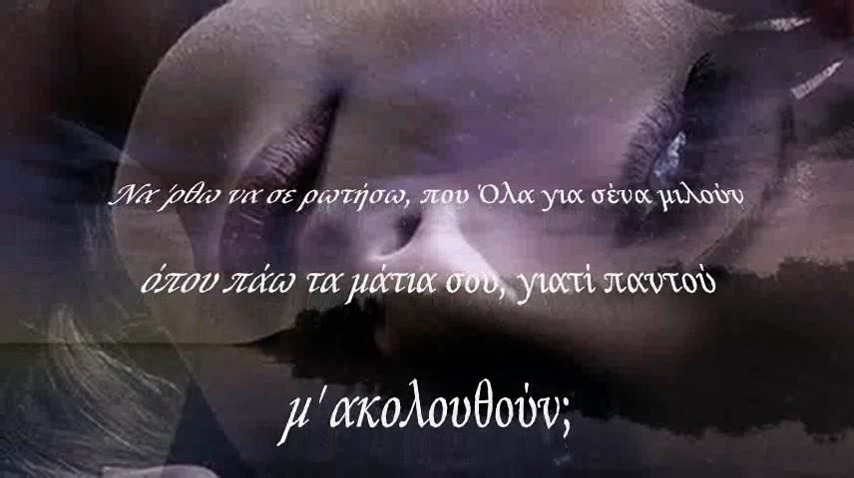 Να 'ρθω να σε ρωτήσω, που Όλα για σένα μιλούν
όπου πάω τα μάτια σου, γιατί παντού
μ' ακολουθούν;